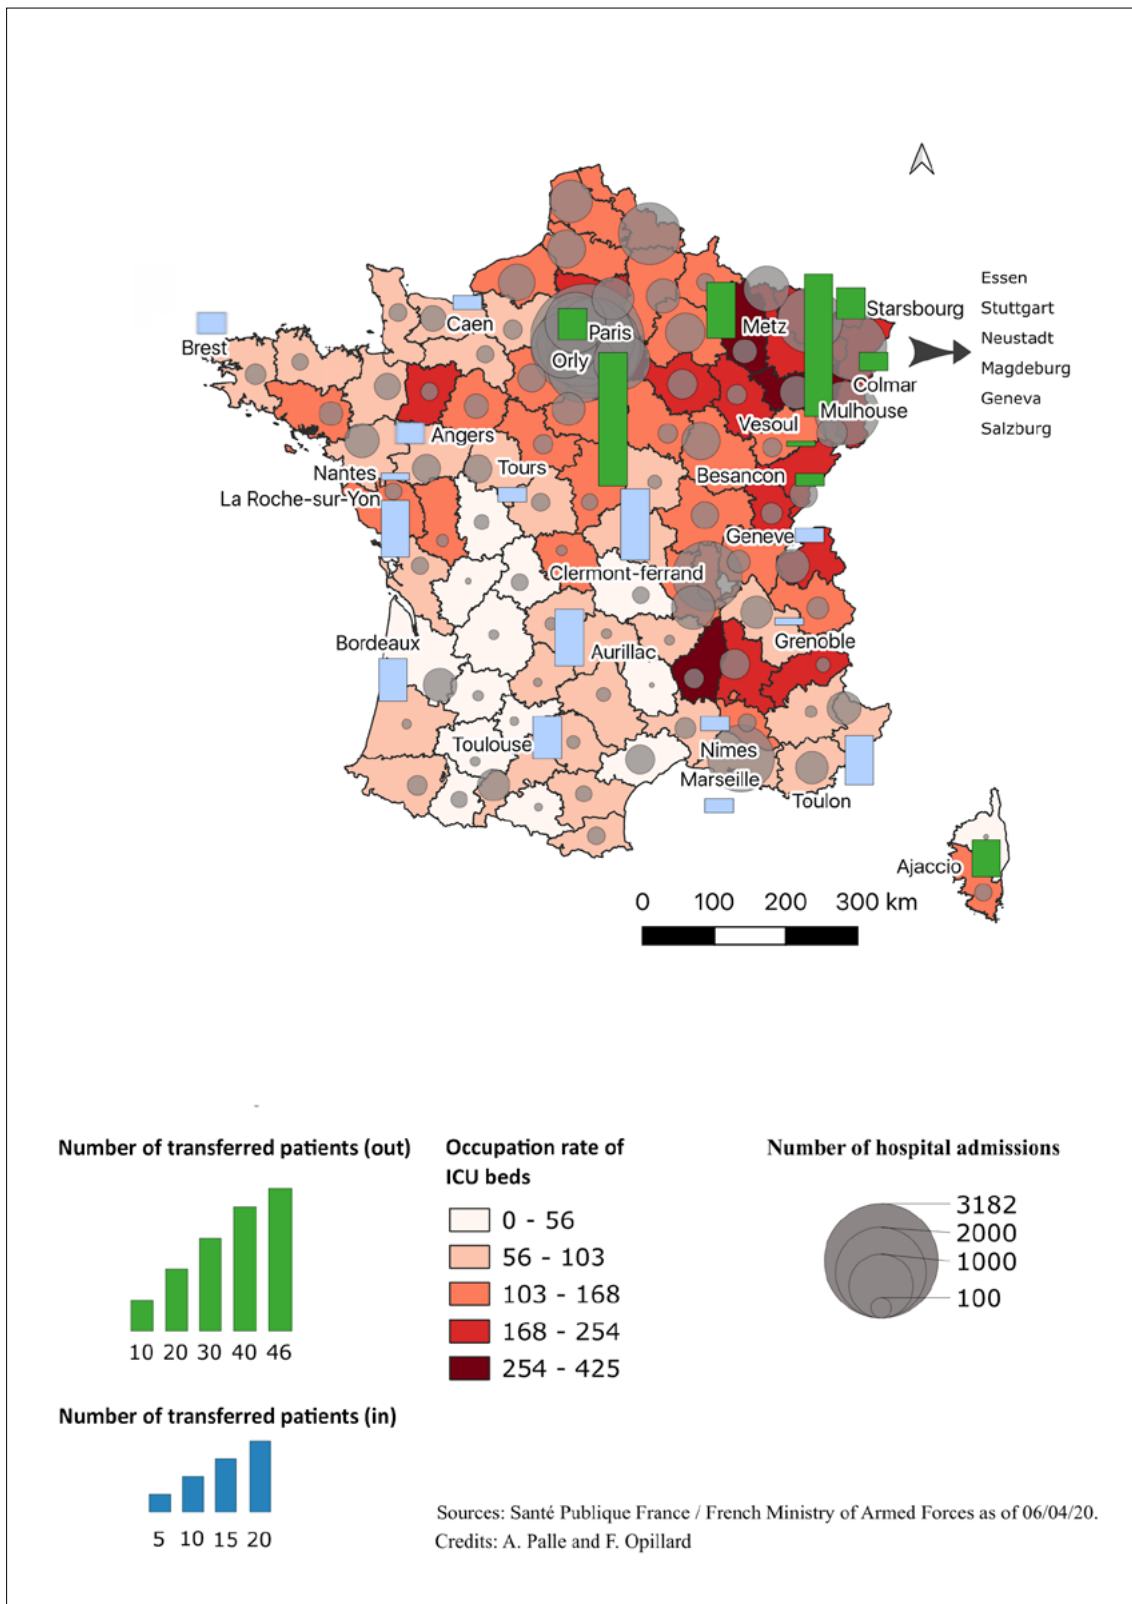 Essen
Starsbourg
Stuttgart
Caen
Metz
Paris
Neustadt
Brest
Orly
Magdeburg
Colmar
Geneva
Mulhouse
Vesoul
Salzburg
Angers
Nantes
Tours
Besancon
La Roche-sur-Yon
Geneve
Clermont-ferrand
Bordeaux
Aurillac
Grenoble
Toulouse
Nimes
Marseille
Toulon
Ajaccio
0 100 200 300 km
Number of transferred patients (out)
10 20 30 40 46
Number of transferred patients (in)
5 10 15 20
Occupation rate of
ICU beds
0 - 56
56 - 103
103 - 168
168 - 254
254 - 425
Number of hospital admissions
3182
2000
1000
100
Sources: Santé Publique France / French Ministry of Armed Forces as of 06/04/20.
Credits: A. Palle and F. Opillard